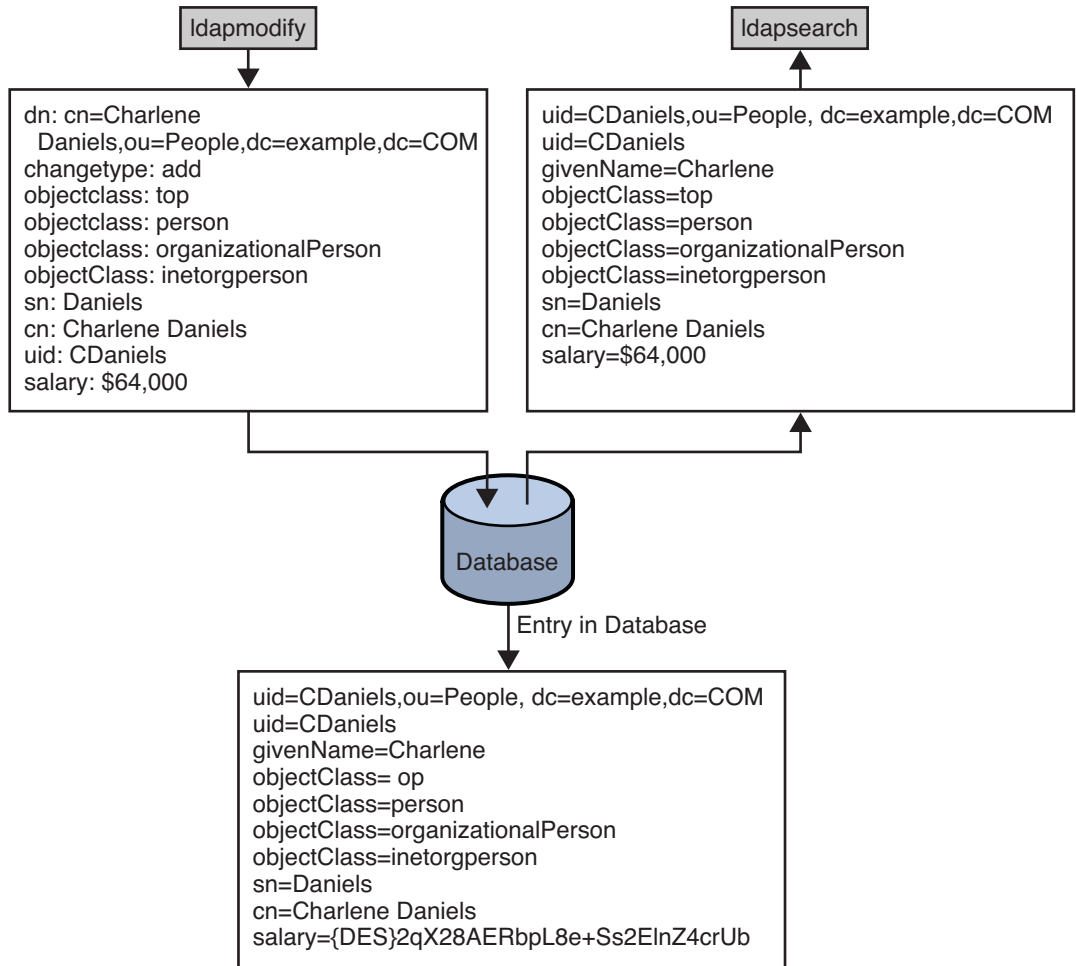 ldapmodify
dn: cn=Charlene
Daniels,ou=People,dc=example,dc=COM
changetype: add
objectclass: top
objectclass: person
objectclass: organizationalPerson
objectClass: inetorgperson
sn: Daniels
cn: Charlene Daniels
uid: CDaniels
salary: $64,000
ldapsearch
uid=CDaniels,ou=People, dc=example,dc=COM
uid=CDaniels
givenName=Charlene
objectClass=top
objectClass=person
objectClass=organizationalPerson
objectClass=inetorgperson
sn=Daniels
cn=Charlene Daniels
salary=$64,000
Database
Entry in Database
uid=CDaniels,ou=People, dc=example,dc=COM
uid=CDaniels
givenName=Charlene
objectClass= op
objectClass=person
objectClass=organizationalPerson
objectClass=inetorgperson
sn=Daniels
cn=Charlene Daniels
salary={DES}2qX28AERbpL8e+Ss2ElnZ4crUb